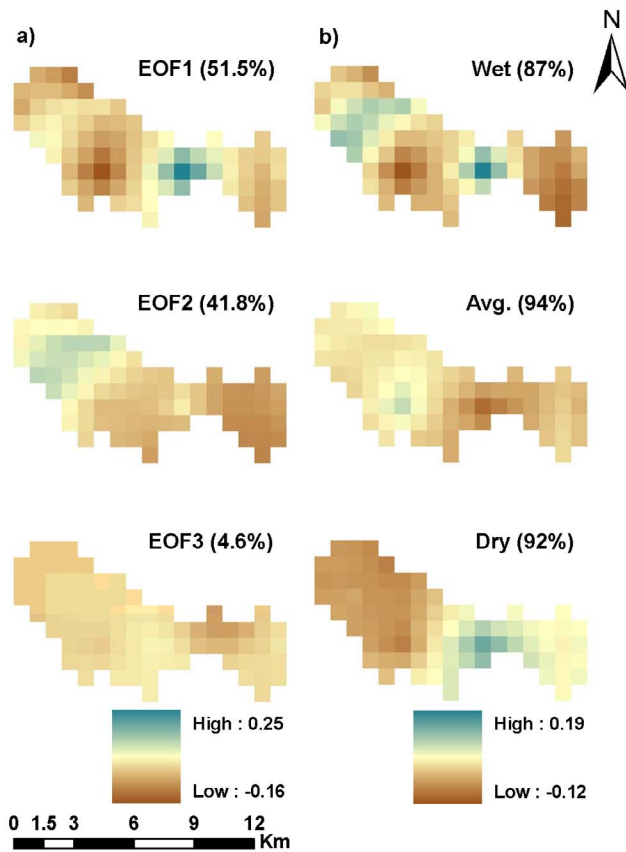 a)
b)
N
EOF1 (51.5%)
Wet (87%)
EOF2 (41.8%)
Avg. (94%)
EOF3 (4.6%)
Dry (92%)
High : 0.25
Low : -0.16
High : 0.19
Low : -0.12
0 1.5 3 6 9 12
Km